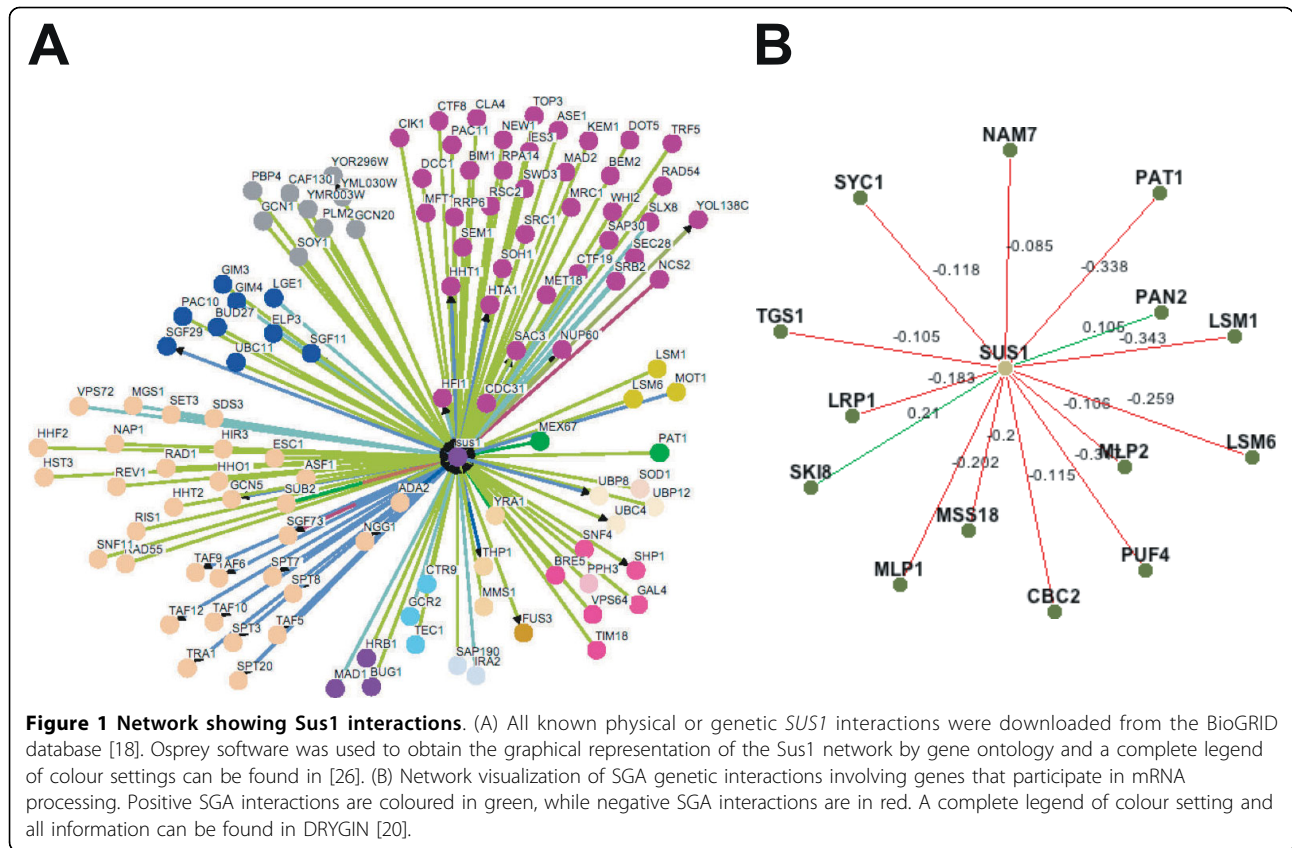 A
B
CTF8
CLA4
TOP3
CIK1
PAC11
NEW1
ASE1
IES3
KEM1
DOT5
TRF5
DCC1
BIM1
RPA14
MAD2
BEM2
SWD3
RAD54
MFT1
RRP6
RSC2
MRC1
WHI2
SLX8
YOL138C
SEM1
SRC1
SAP30
SEC28
HHT1
SOH1
CTF19
SRB2
NCS2
HTA1
MET18
SAC3
NUP60
HFI1
CDC31
YOR296W
PBP4
CAF130
YML030W
YMR003W
GCN1
PLM2
GCN20
SOY1
GIM3
GIM4
LGE1
PAC10
BUD27
ELP3
SGF29
UBC11
SGF11
LSM1
LSM6
MOT1
MEX67
PAT1
sus1
VPS72
MGS1
SET3
SDS3
HHF2
NAP1
HIR3
ESC1
HST3
RAD1
REV1
HHO1
ASF1
HHT2
GCN5
SUB2
ADA2
RIS1
SGF73
NGG1
SNF11
RAD55
TAF9
TAF6
SPT7
SPT8
TAF12
TAF10
SPT3
TAF5
TRA1
SPT20
UBP8
SOD1
UBP12
UBC4
YRA1
SNF4
THP1
BRE5
SHP1
PPH3
CTR9
MMS1
VPS64
GAL4
GCR2
TEC1
FUS3
TIM18
HRB1
MAD1
BUG1
SAP190
IRA2
NAM7
SYC1
PAT1
-0.085
-0.118
-0.338
PAN2
TGS1
0.105
LSM1
-0.105
SUS1
-0.343
-0.183
LRP1
0.21
-0.106
-0.259
-0.2
MLP2
LSM6
SKI8
-0.202
-0.115
MSS18
MLP1
PUF4
CBC2
Figure 1 Network showing Sus1 interactions. (A) All known physical or genetic SUS1 interactions were downloaded from the BioGRID
database [18]. Osprey software was used to obtain the graphical representation of the Sus1 network by gene ontology and a complete legend
of colour settings can be found in [26]. (B) Network visualization of SGA genetic interactions involving genes that participate in mRNA
processing. Positive SGA interactions are coloured in green, while negative SGA interactions are in red. A complete legend of colour setting and
all information can be found in DRYGIN [20].